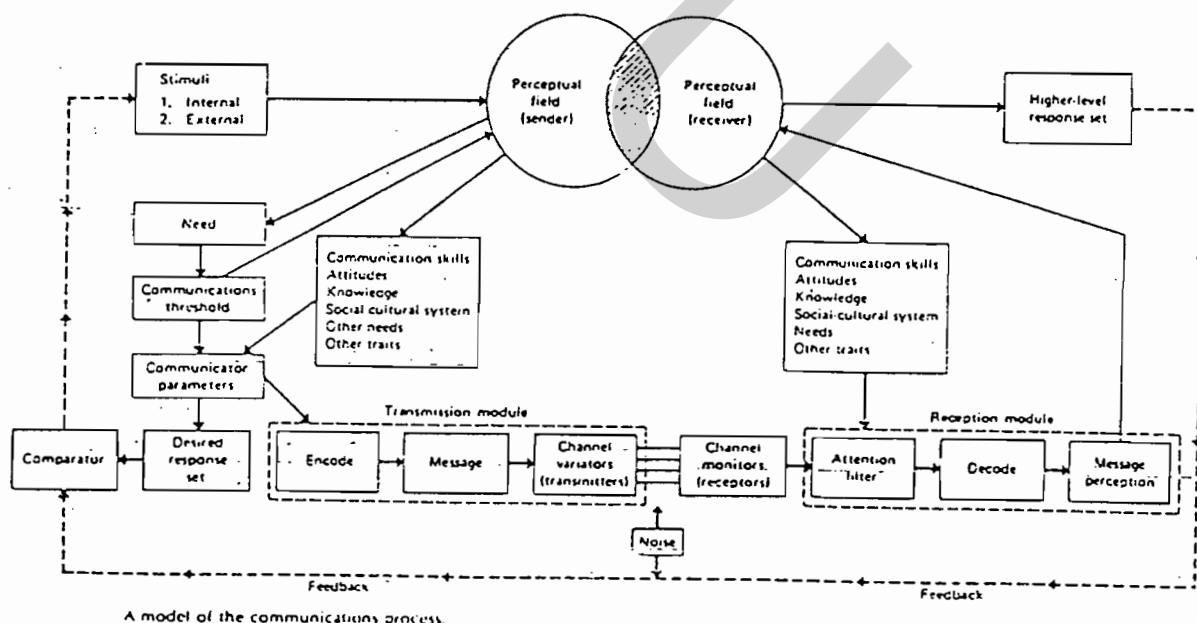 Stimuli
1. Internal
2. External
Perceptual
field
(sender)
Perceptual
field
(receiver)
Higher-level
response set
Need
Communications
threshold
Communicator
parameters
Communication skills
Attitudes
Knowledge
Social cultural system
Other needs
Other traits
Communication skills
Attitudes
Knowledge
Social-cultural system
Needs
Other traits
Transmission module
Reception module
Comparator
Desired
response
set
Encode
Message
Channel
variators
(transmitters)
Channel
monitors
(receptors)
Attention
filter
Decode
Message
perception
Noise
Feedback
Feedback
A model of the communications process.